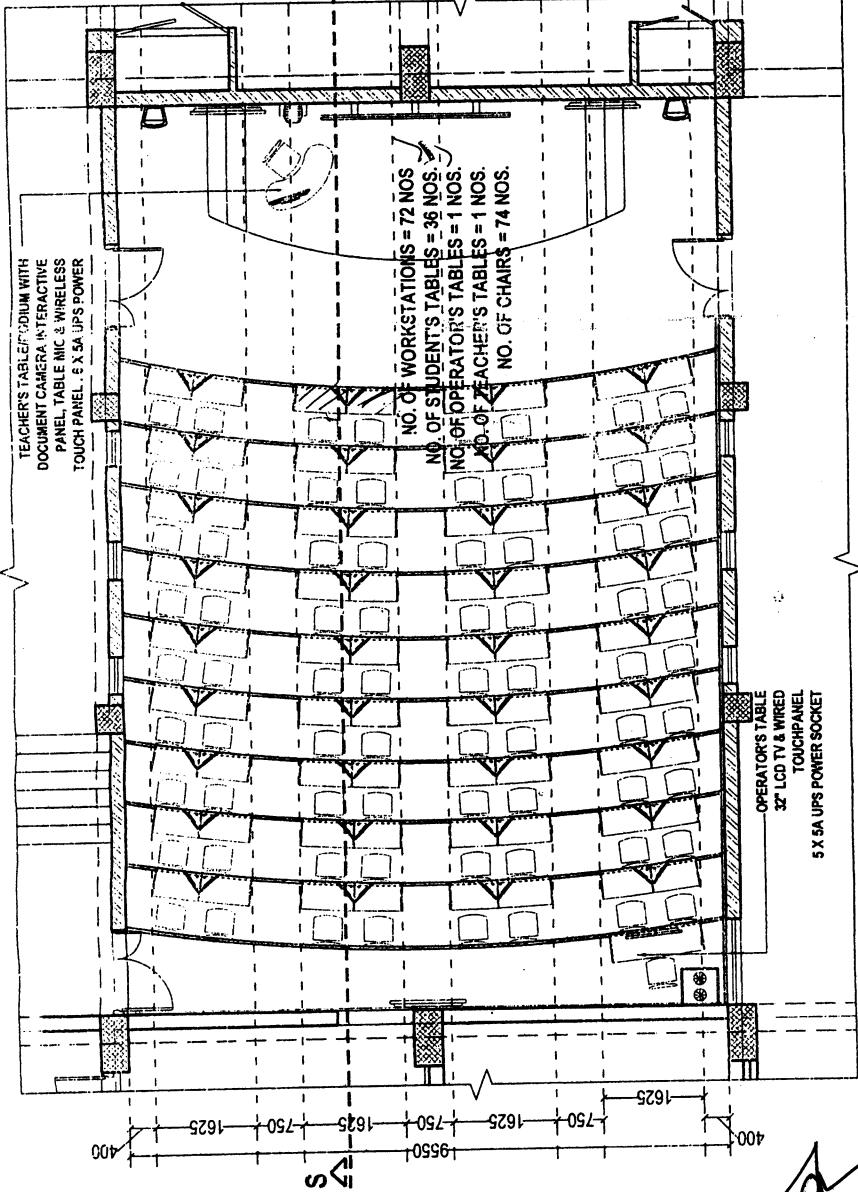 TEACHER'S TABLE/PODIUM WITH
DOCUMENT CAMERA INTERACTIVE
PANEL, TABLE MIC & WIRELESS
TOUCH PANEL. 6 X 5A UPS POWER
NO. OF WORKSTATIONS = 72 NOS
NO. OF STUDENT'S TABLES = 36 NOS.
NO. OF OPERATOR'S TABLES = 1 NOS.
NO. OF TEACHER'S TABLES = 1 NOS.
NO. OF CHAIRS = 74 NOS.
OPERATOR'S TABLE
32" LCD TV & WIRED
TOUCHPANEL
5 X 5A UPS POWER SOCKET
400
1625
750
1625
750
1625
750
1625
400
9550
S